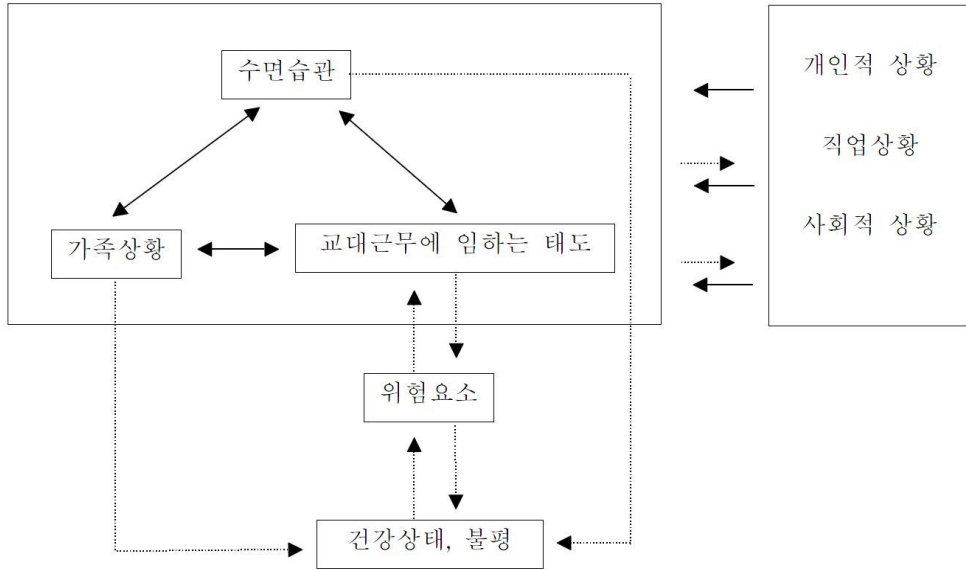 수면습관
개인적 상황
직업상황
사회적 상황
가족상황
교대근무에 임하는 태도
위험요소
건강상태, 불평